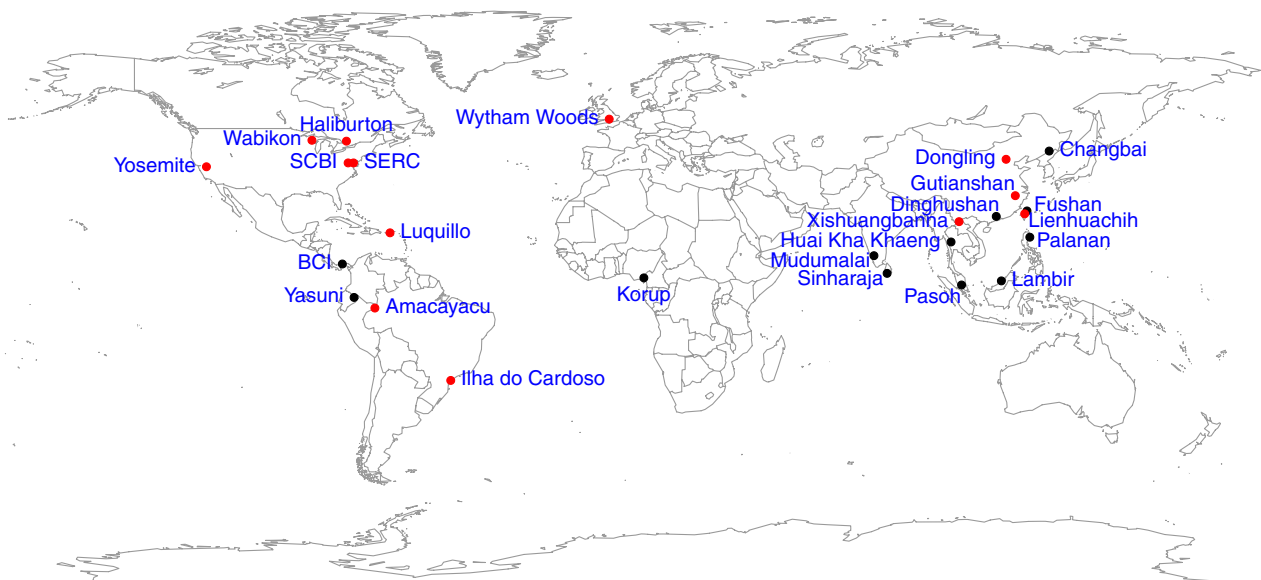 Wytham Woods
Haliburton
Wabikon
SCBI
SERC
Yosemite
Dongling
Changbai
Gutianshan
Dinghushan
Fushan
Xishuangbanna
Lienhuachih
Luquillo
Huai Kha Khaeng
Palanan
BCI
Mudumalai
Sinharaja
Yasuni
Korup
Pasoh
Lambir
Amacayacu
Ilha do Cardoso